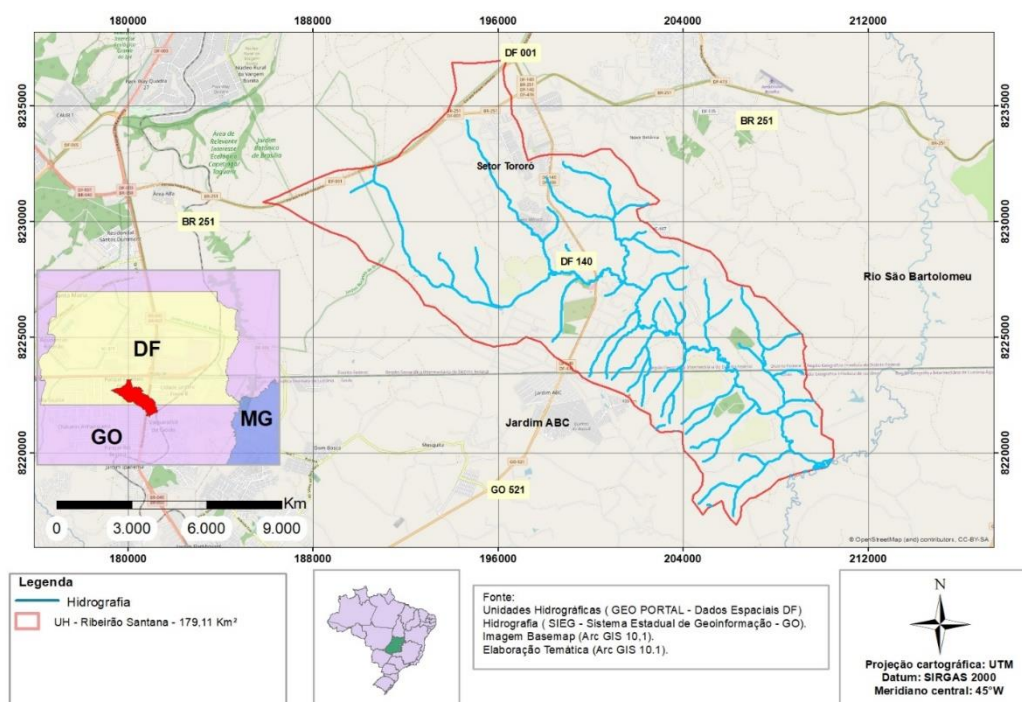 180000
188000
196000
204000
212000
DF 001
8235000
8235000
BR 251
Setor Tororó
8230000
BR 251
8230000
DF 140
Rio São Bartolomeu
DF
8225000
8225000
GO
MG
Jardim ABC
Jardim ABC
8220000
8220000
Mesquita
GO 521
Km
0
3.000
6.000
9.000
© OpenStreetMap (and) contributors, CC-BY-SA
180000
188000
196000
204000
212000
Legenda
Hidrografia
UH - Ribeirão Santana - 179,11 Km²
Fonte:
Unidades Hidrográficas ( GEO PORTAL - Dados Espaciais DF)
Hidrografia ( SIEG - Sistema Estadual de Geoinformação - GO).
Imagem Basemap (Arc GIS 10,1).
Elaboração Temática (Arc GIS 10.1).
N
Projeção cartográfica: UTM
Datum: SIRGAS 2000
Meridiano central: 45°W